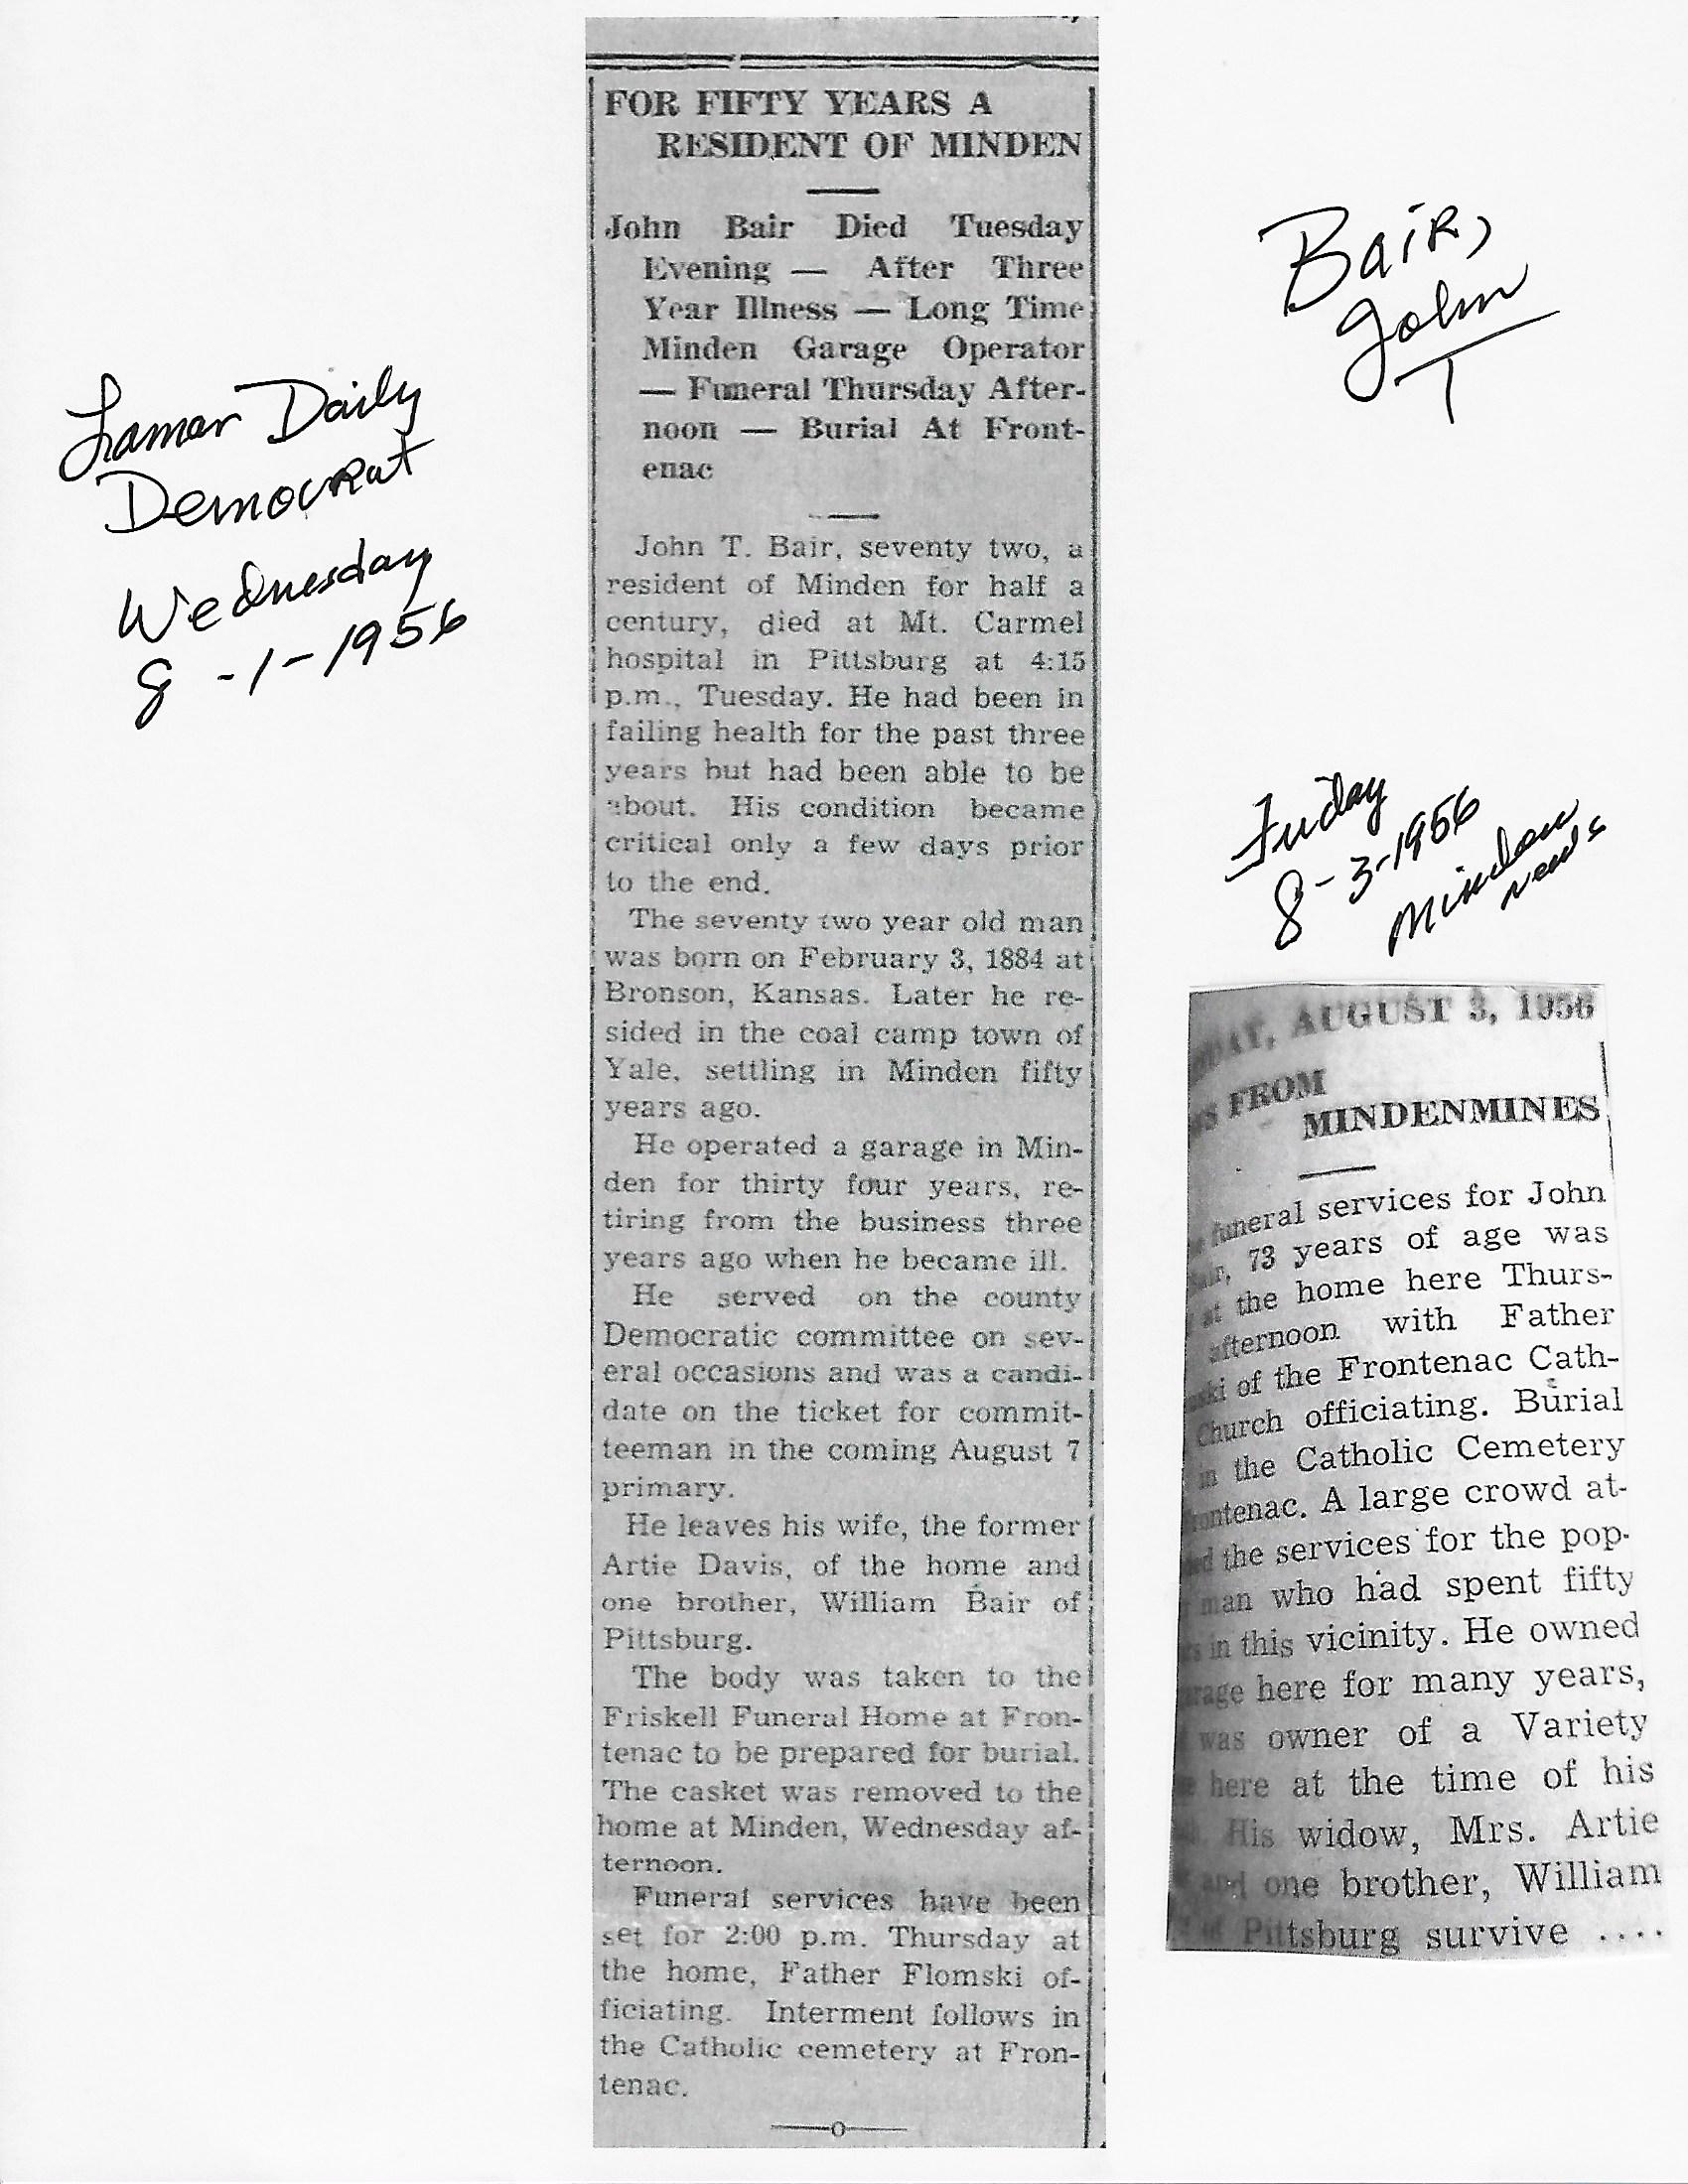 FOR FIFTY YEARS A
RESIDENT OF MINDEN
John Bair Died Tuesday
Evening — After Three
Year Illness — Long Time
Minden Garage Operator
— Funeral Thursday After-
noon — Burial At Front-
enac
John T. Bair, seventy two, a
resident of Minden for half a
century, died at Mt. Carmel
hospital in Pittsburg at 4:15
p.m., Tuesday. He had been in
failing health for the past three
years but had been able to be
about. His condition became
critical only a few days prior
to the end.
The seventy two year old man
was born on February 3, 1884 at
Bronson, Kansas. Later he re-
sided in the coal camp town of
Yale, settling in Minden fifty
years ago.
He operated a garage in Min-
den for thirty four years, re-
tiring from the business three
years ago when he became ill.
He served on the county
Democratic committee on sev-
eral occasions and was a candi-
date on the ticket for commit-
teeman in the coming August 7
primary.
He leaves his wife, the former
Artie Davis, of the home and
one brother, William Bair of
Pittsburg.
The body was taken to the
Friskell Funeral Home at Fron-
tenac to be prepared for burial.
The casket was removed to the
home at Minden, Wednesday af-
ternoon.
Funeral services have been
set for 2:00 p.m. Thursday at
the home, Father Flomski of-
ficiating. Interment follows in
the Catholic cemetery at Fron-
tenac.
Lamar Daily
Democrat
Wednesday
8-1-1956
Bair,
John
T
Friday
8-3-1956
Minden
News
AUGUST 3, 1956
FROM
MINDENMINES
funeral services for John
73 years of age was
at the home here Thurs-
afternoon with Father
of the Frontenac Cath-
Church officiating. Burial
in the Catholic Cemetery
A large crowd at-
the services for the pop-
man who had spent fifty
in this vicinity. He owned
here for many years,
was owner of a Variety
here at the time of his
His widow, Mrs. Artie
and one brother, William
of Pittsburg survive ....